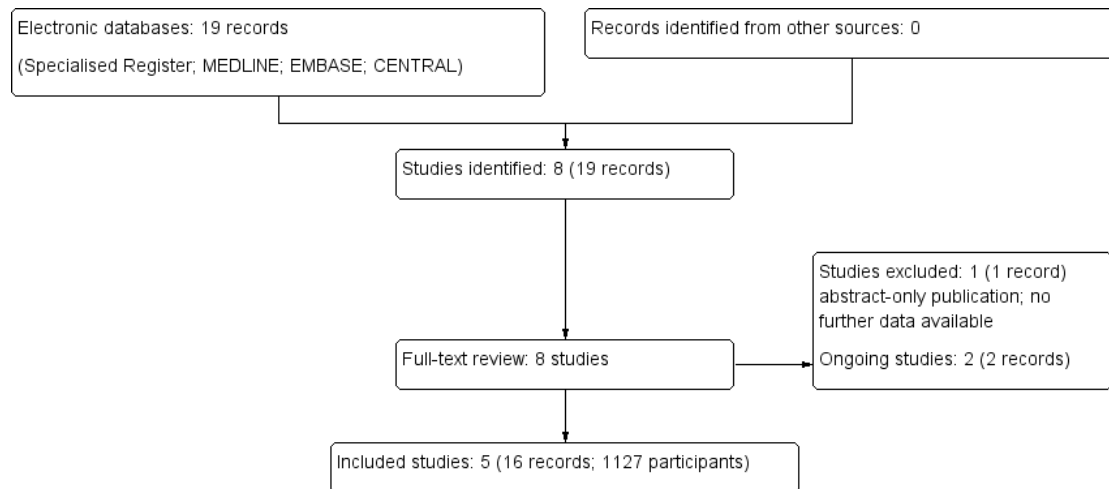 Electronic databases: 19 records
(Specialised Register; MEDLINE; EMBASE; CENTRAL)
Records identified from other sources: 0
Studies identified: 8 (19 records)
Studies excluded: 1 (1 record)
abstract-only publication; no
further data available
Ongoing studies: 2 (2 records)
Full-text review: 8 studies
Included studies: 5 (16 records; 1127 participants)